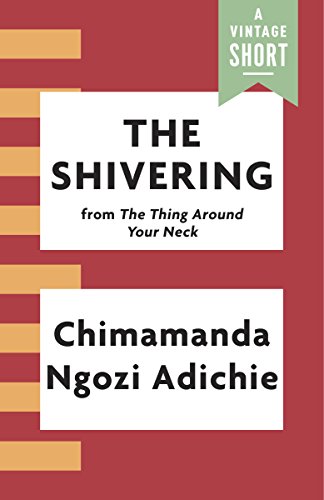 A
VINTAGE
SHORT
THE
SHIVERING
from The Thing Around
Your Neck
Chimamanda
Ngozi Adichie